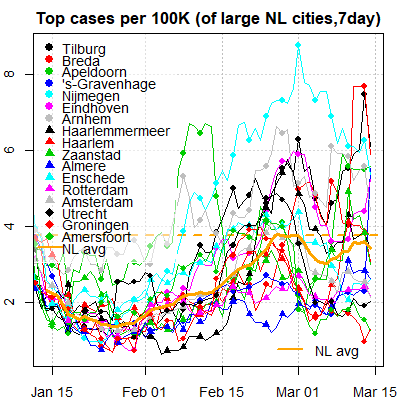 Top cases per 100K (of large NL cities,7day)
Tilburg
Breda
Apeldoorn
's-Gravenhage
Nijmegen
Eindhoven
Arnhem
Haarlemmermeer
Haarlem
Zaanstad
Almere
Enschede
Rotterdam
Amsterdam
Utrecht
Groningen
Amersfoort
NL avg
8
6
4
2
NL avg
Jan 15
Feb 01
Feb 15
Mar 01
Mar 15